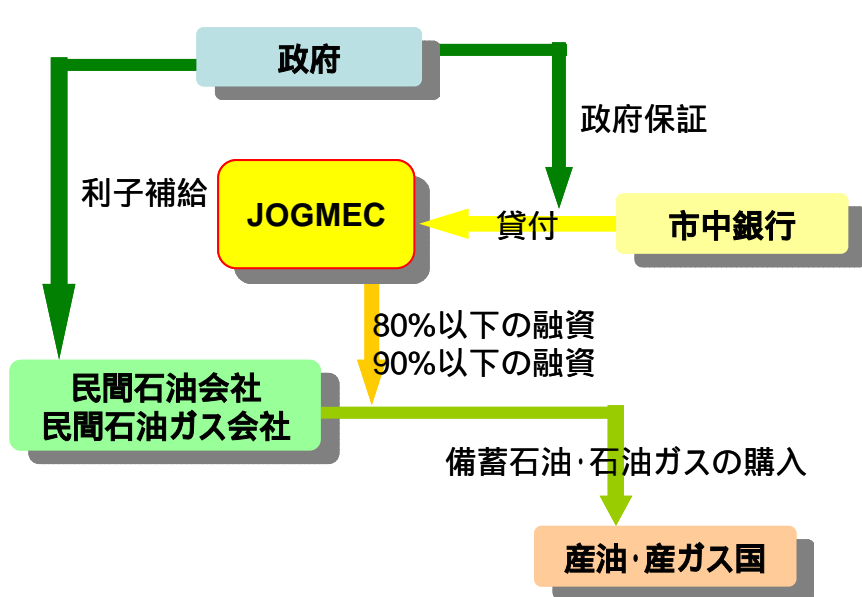 政府
政府保証
利子補給
JOGMEC
貸付
市中銀行
80%以下の融資
90%以下の融資
民間石油会社
民間石油ガス会社
備蓄石油･石油ガスの購入
産油･産ガス国